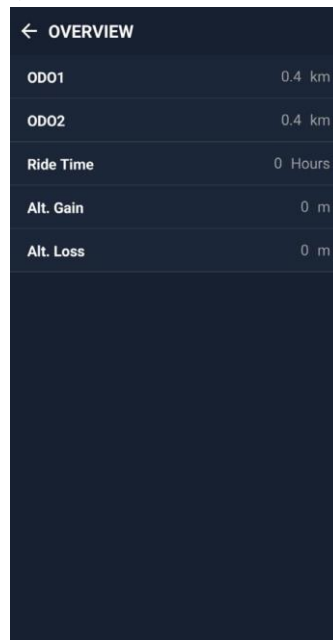 ← OVERVIEW
ODO1 0.4 km
ODO2 0.4 km
Ride Time 0 Hours
Alt. Gain 0 m
Alt. Loss 0 m